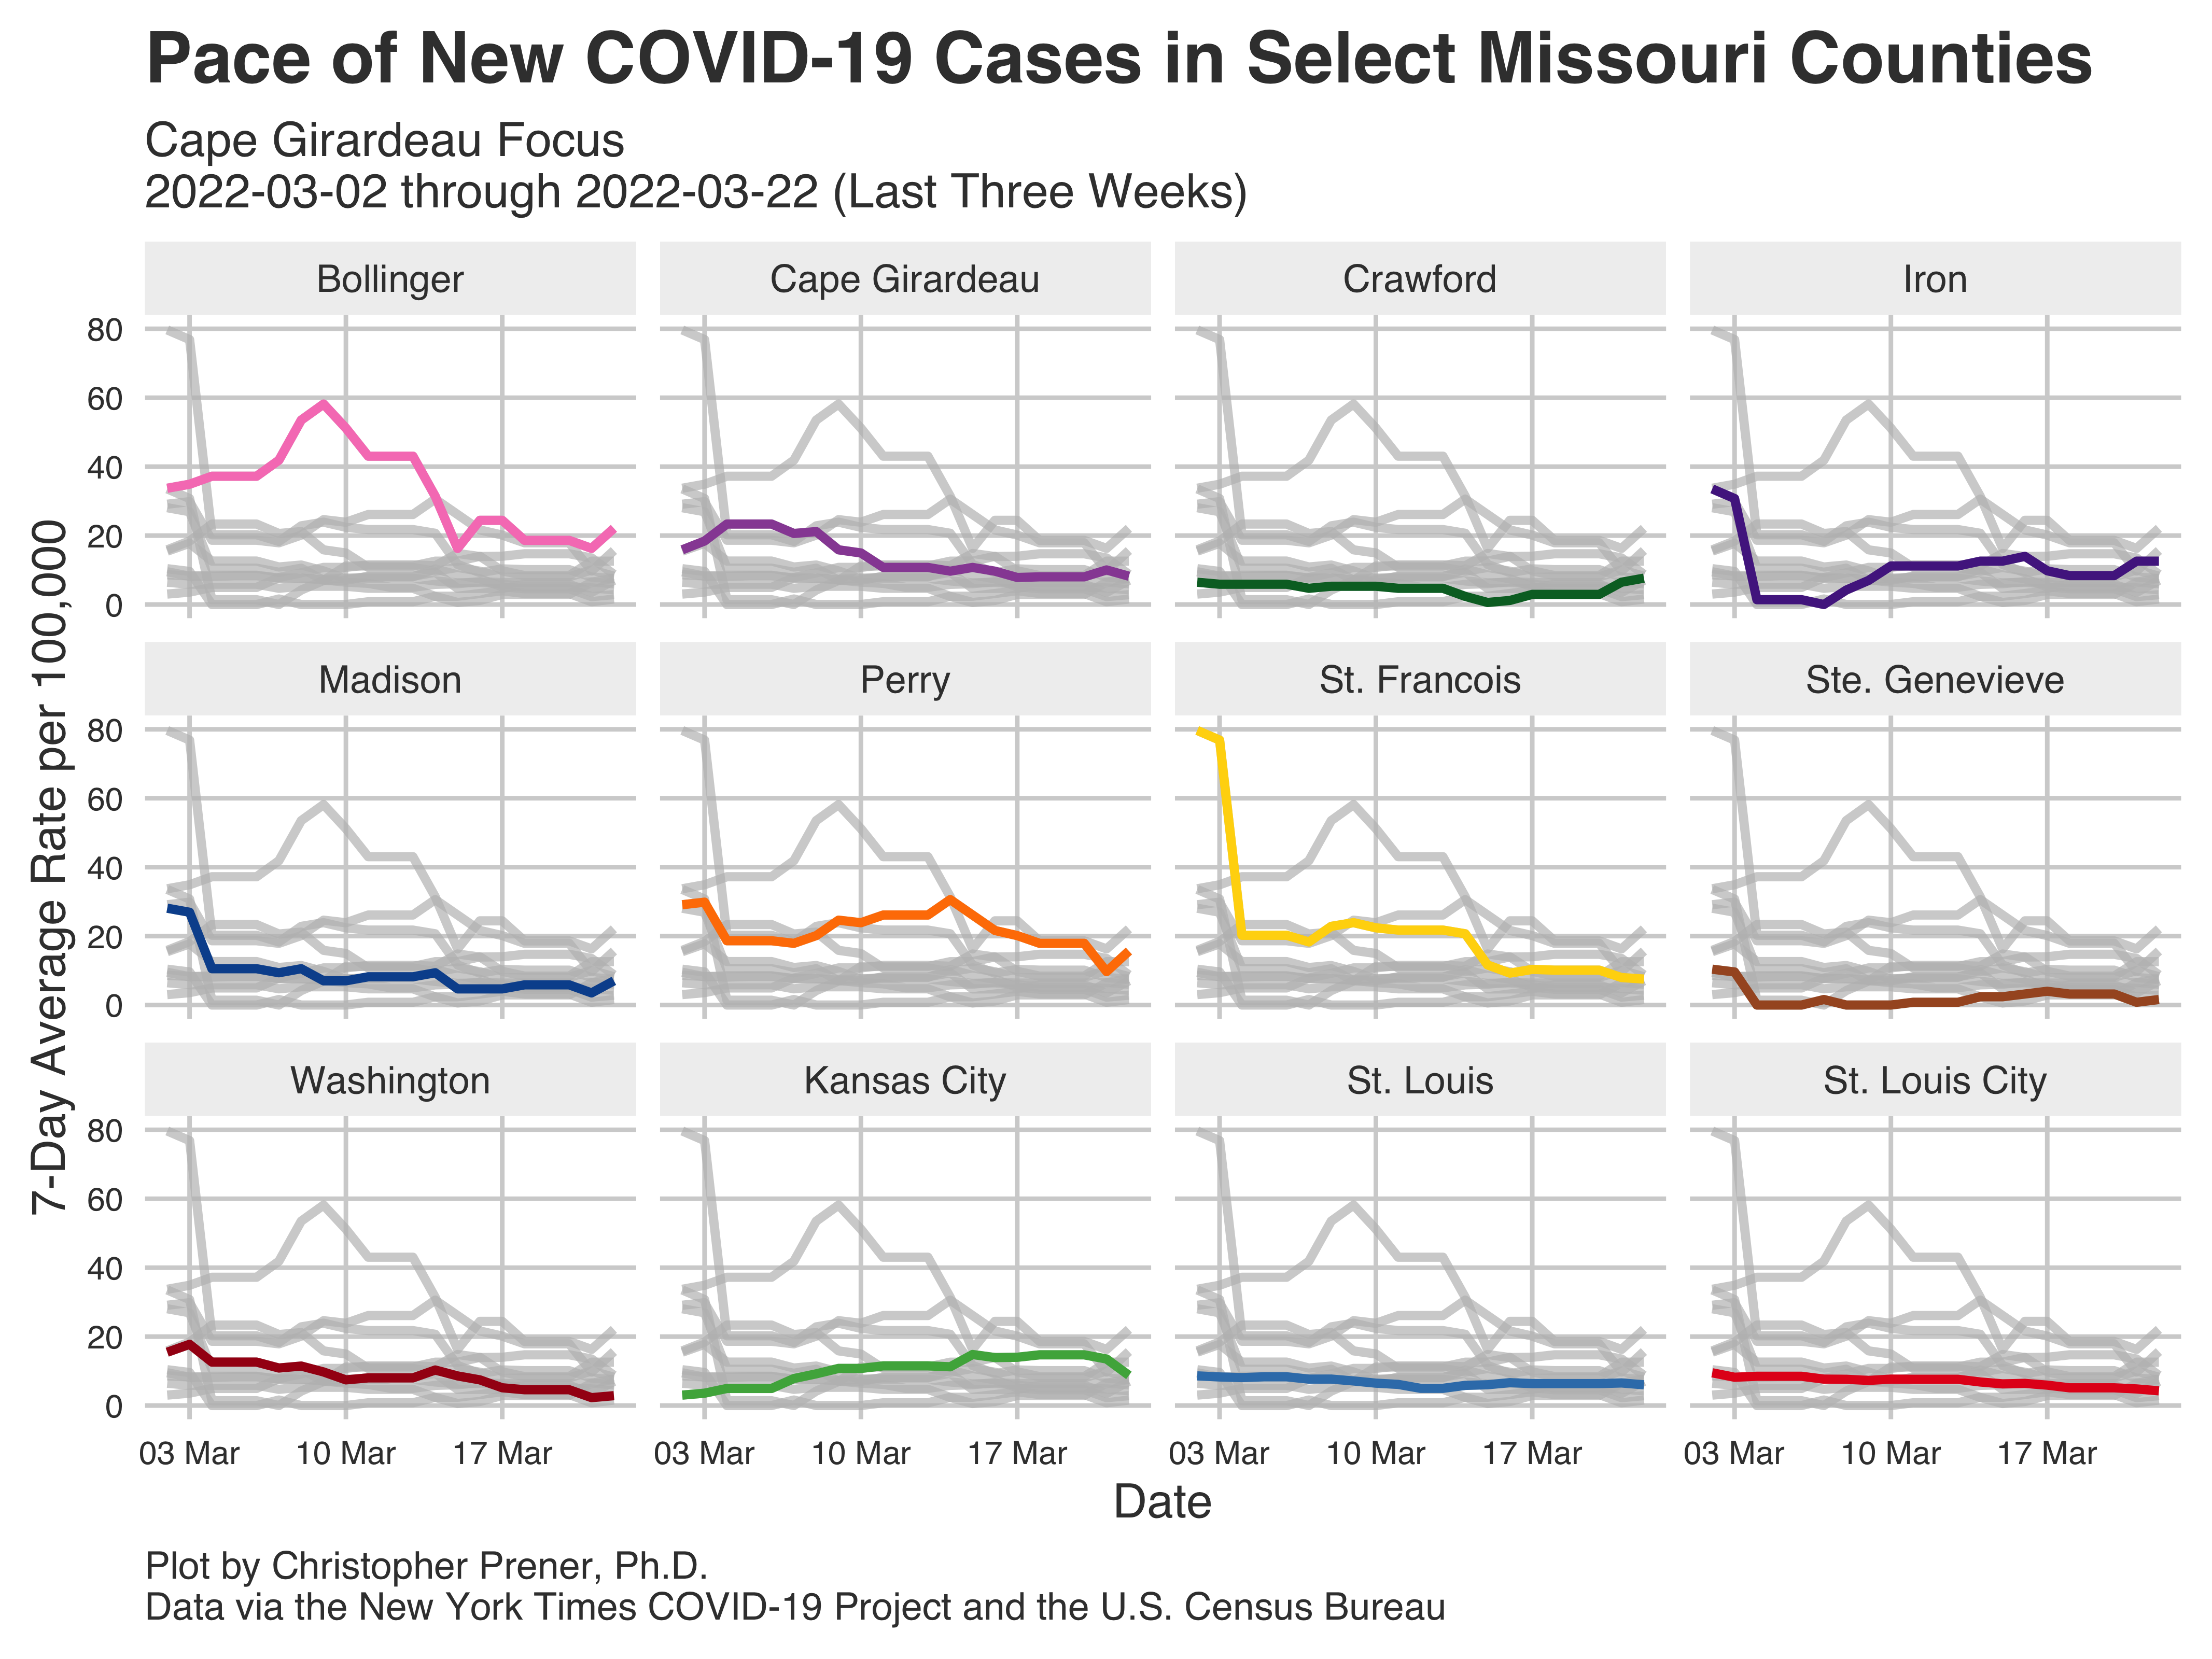 Pace of New COVID-19 Cases in Select Missouri Counties
Cape Girardeau Focus
2022-03-02 through 2022-03-22 (Last Three Weeks)
7-Day Average Rate per 100,000
Bollinger
Cape Girardeau
Crawford
Iron
80
60
40
20
0
Madison
Perry
St. Francois
Ste. Genevieve
80
60
40
20
0
Washington
Kansas City
St. Louis
St. Louis City
80
60
40
20
0
03 Mar 10 Mar 17 Mar
03 Mar 10 Mar 17 Mar
03 Mar 10 Mar 17 Mar
03 Mar 10 Mar 17 Mar
Date
Plot by Christopher Prener, Ph.D.
Data via the New York Times COVID-19 Project and the U.S. Census Bureau